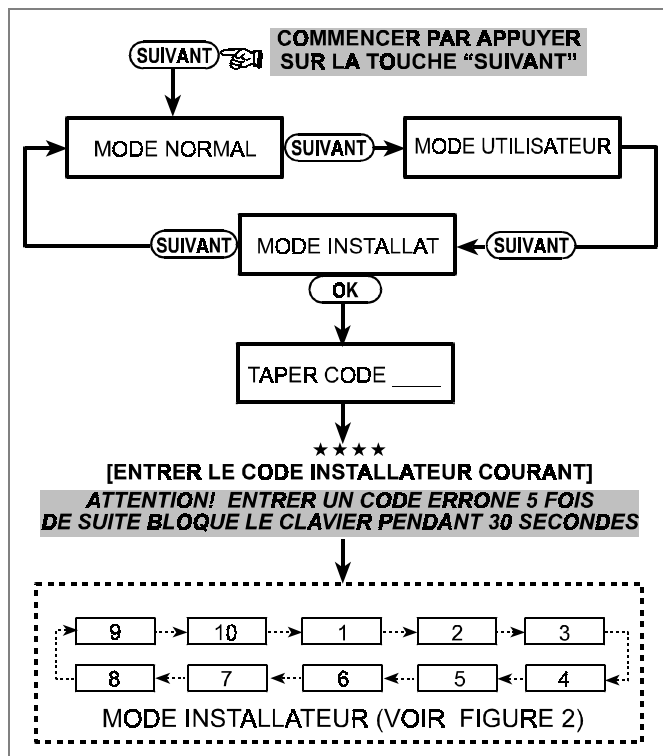 SUIVANT
COMMENCER PAR APPUYER
SUR LA TOUCHE “SUIVANT”
MODE NORMAL
SUIVANT
MODE UTILISATEUR
SUIVANT
MODE INSTALLAT
SUIVANT
OK
TAPER CODE ____
★★★★
[ENTRER LE CODE INSTALLATEUR COURANT]
ATTENTION! ENTRER UN CODE ERRONE 5 FOIS
DE SUITE BLOQUE LE CLAVIER PENDANT 30 SECONDES
9 10 1 2 3
8 7 6 5 4
MODE INSTALLATEUR (VOIR FIGURE 2)